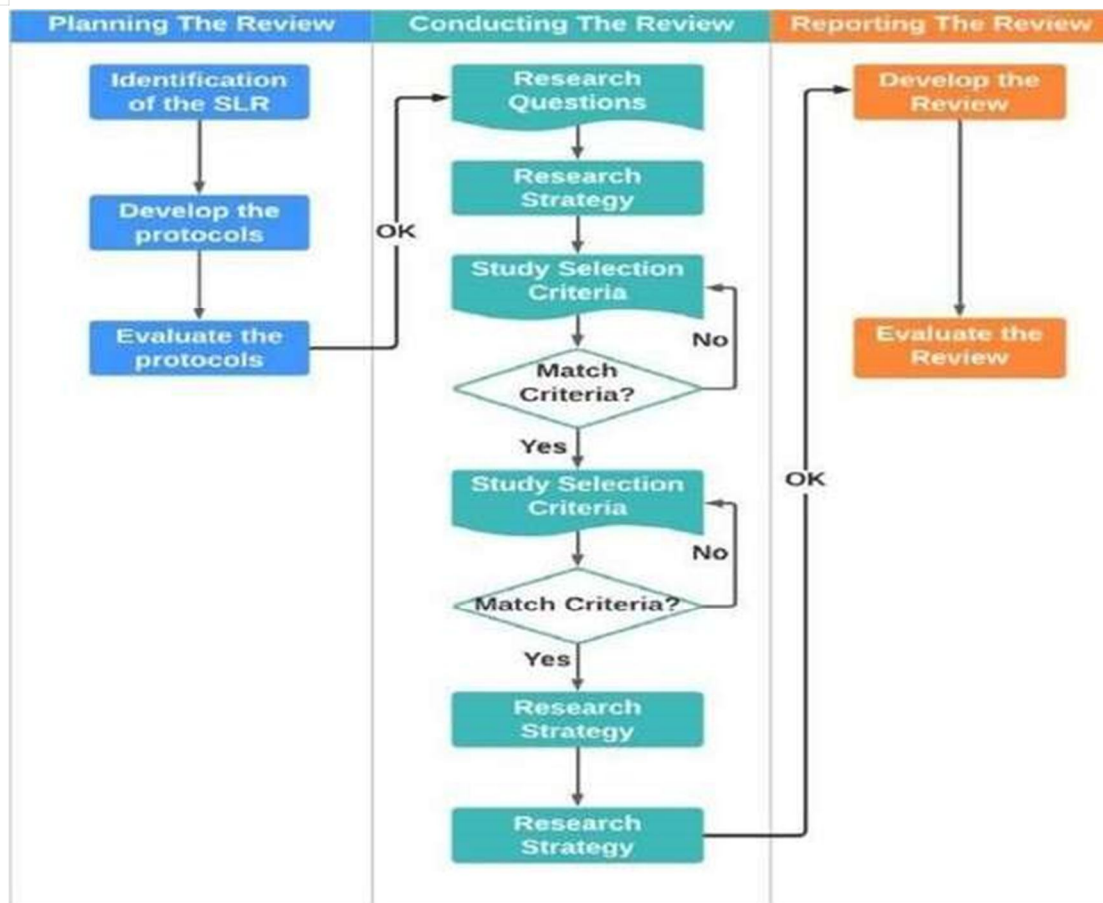 Planning The Review
Identification
of the SLR
Develop the
protocols
Evaluate the
protocols
OK
Conducting The Review
Research
Questions
Research
Strategy
Study Selection
Criteria
No
Match
Criteria?
Yes
Study Selection
Criteria
No
Match Criteria?
Yes
Research
Strategy
Research
Strategy
OK
Reporting The Review
Develop the
Review
Evaluate the
Review